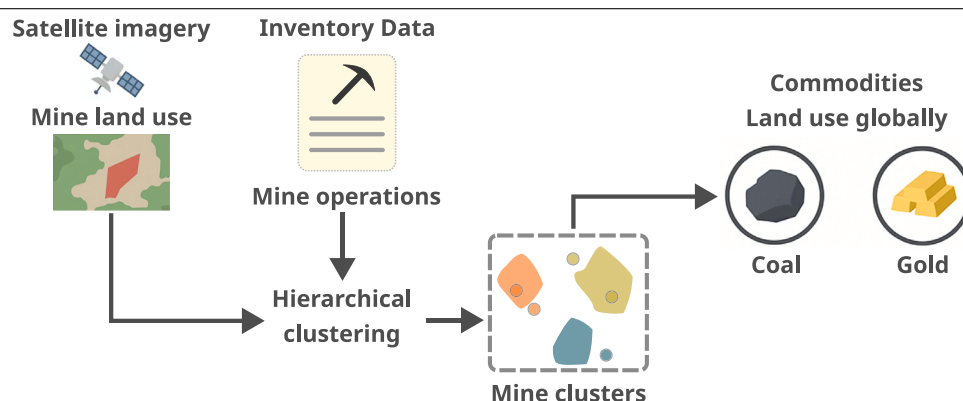 Satellite imagery
Mine land use
Inventory Data
Mine operations
Hierarchical
clustering
Mine clusters
Commodities
Land use globally
Coal
Gold